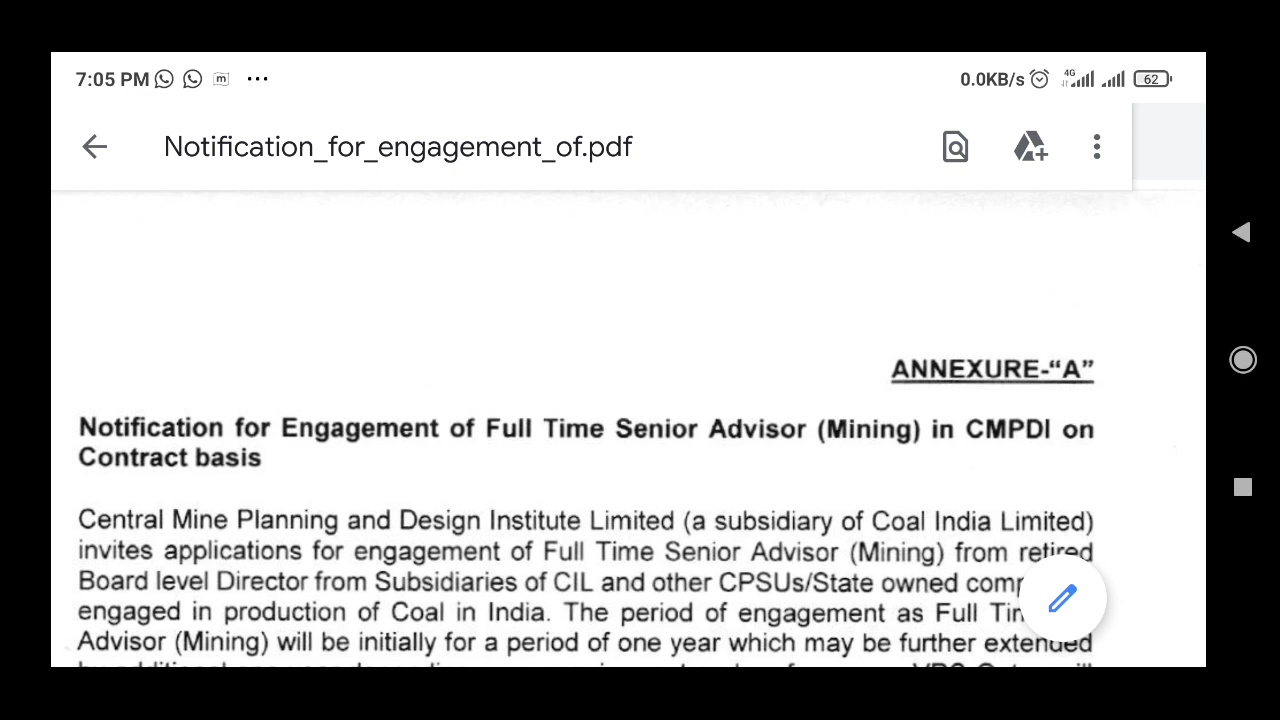 7:05 PM
0.0KB/s 4G 62
Notification_for_engagement_of.pdf
ANNEXURE-“A”
Notification for Engagement of Full Time Senior Advisor (Mining) in CMPDI on
Contract basis
Central Mine Planning and Design Institute Limited (a subsidiary of Coal India Limited)
invites applications for engagement of Full Time Senior Advisor (Mining) from retired
Board level Director from Subsidiaries of CIL and other CPSUs/State owned
engaged in production of Coal in India. The period of engagement as Full
Advisor (Mining) will be initially for a period of one year which may be further extended